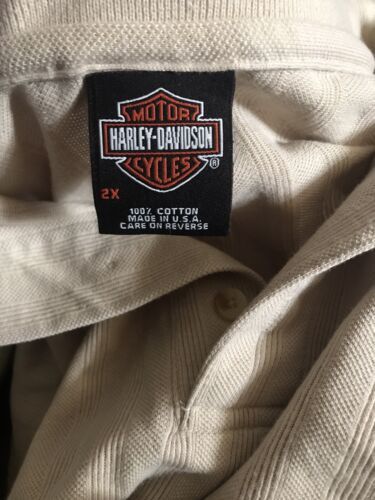 MOTOR
HARLEY-DAVIDSON
CYCLES
®
2X
100% COTTON
MADE IN U.S.A.
CARE ON REVERSE